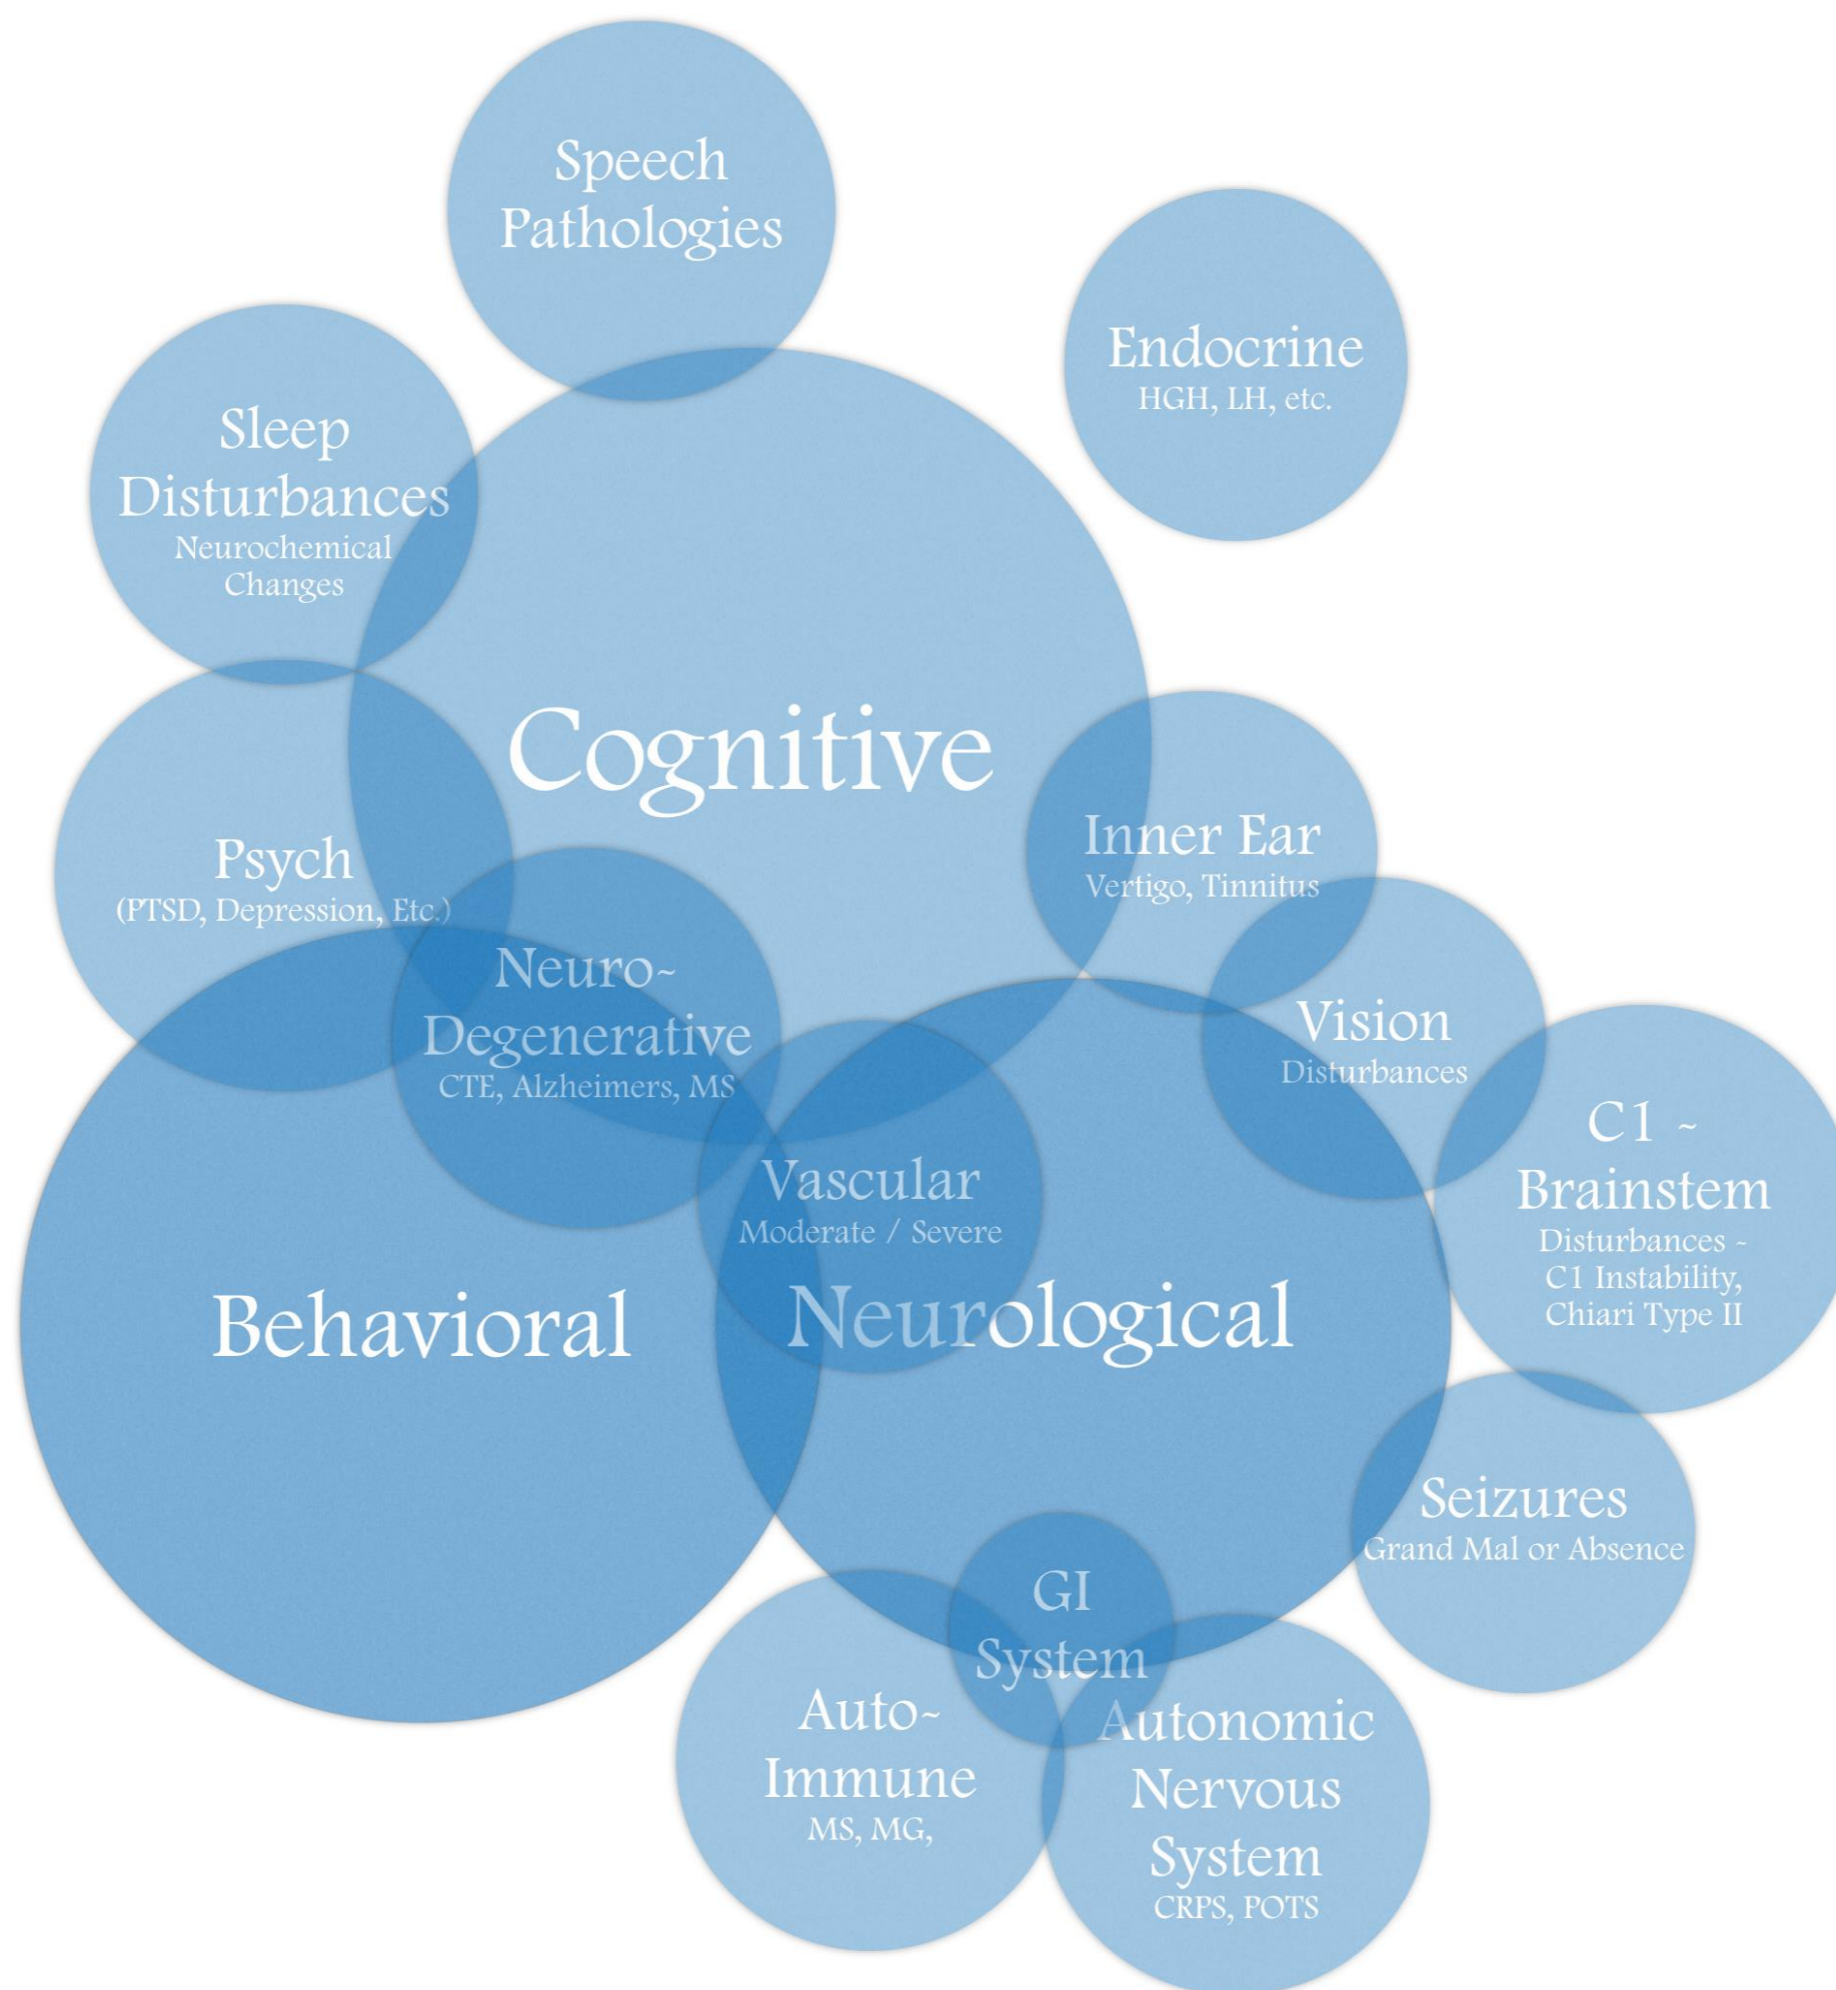 Speech
Pathologies
Endocrine
HGH, LH, etc.
Sleep
Disturbances
Neurochemical
Changes
Cognitive
Psych
(PTSD, Depression, Etc.)
Inner Ear
Vertigo, Tinnitus
Neuro-
Degenerative
CTE, Alzheimers, MS
Vision
Disturbances
C1 -
Brainstem
Disturbances -
C1 Instability,
Chiari Type II
Vascular
Moderate / Severe
Behavioral
Neurological
Seizures
Grand Mal or Absence
GI
System
Auto-
Immune
MS, MG,
Autonomic
Nervous
System
CRPS, POTS